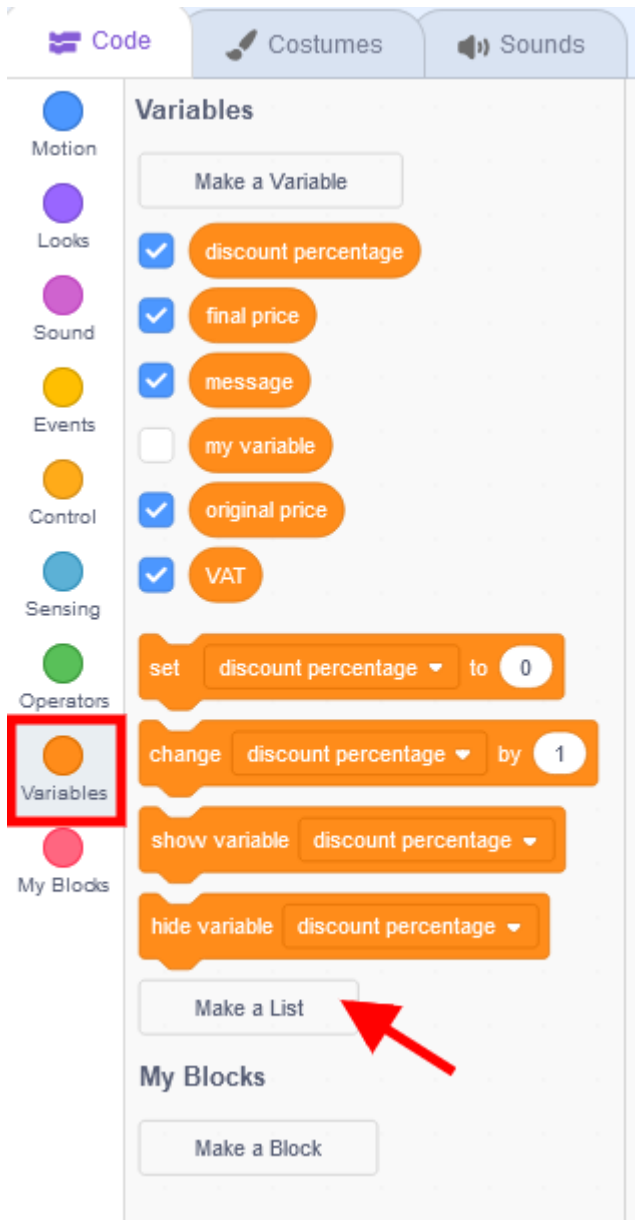 Code Costumes Sounds
Motion
Looks
Sound
Events
Control
Sensing
Operators
Variables
My Blocks
Variables
Make a Variable
discount percentage
final price
message
my variable
original price
VAT
set discount percentage to 0
change discount percentage by 1
show variable discount percentage
hide variable discount percentage
Make a List
My Blocks
Make a Block